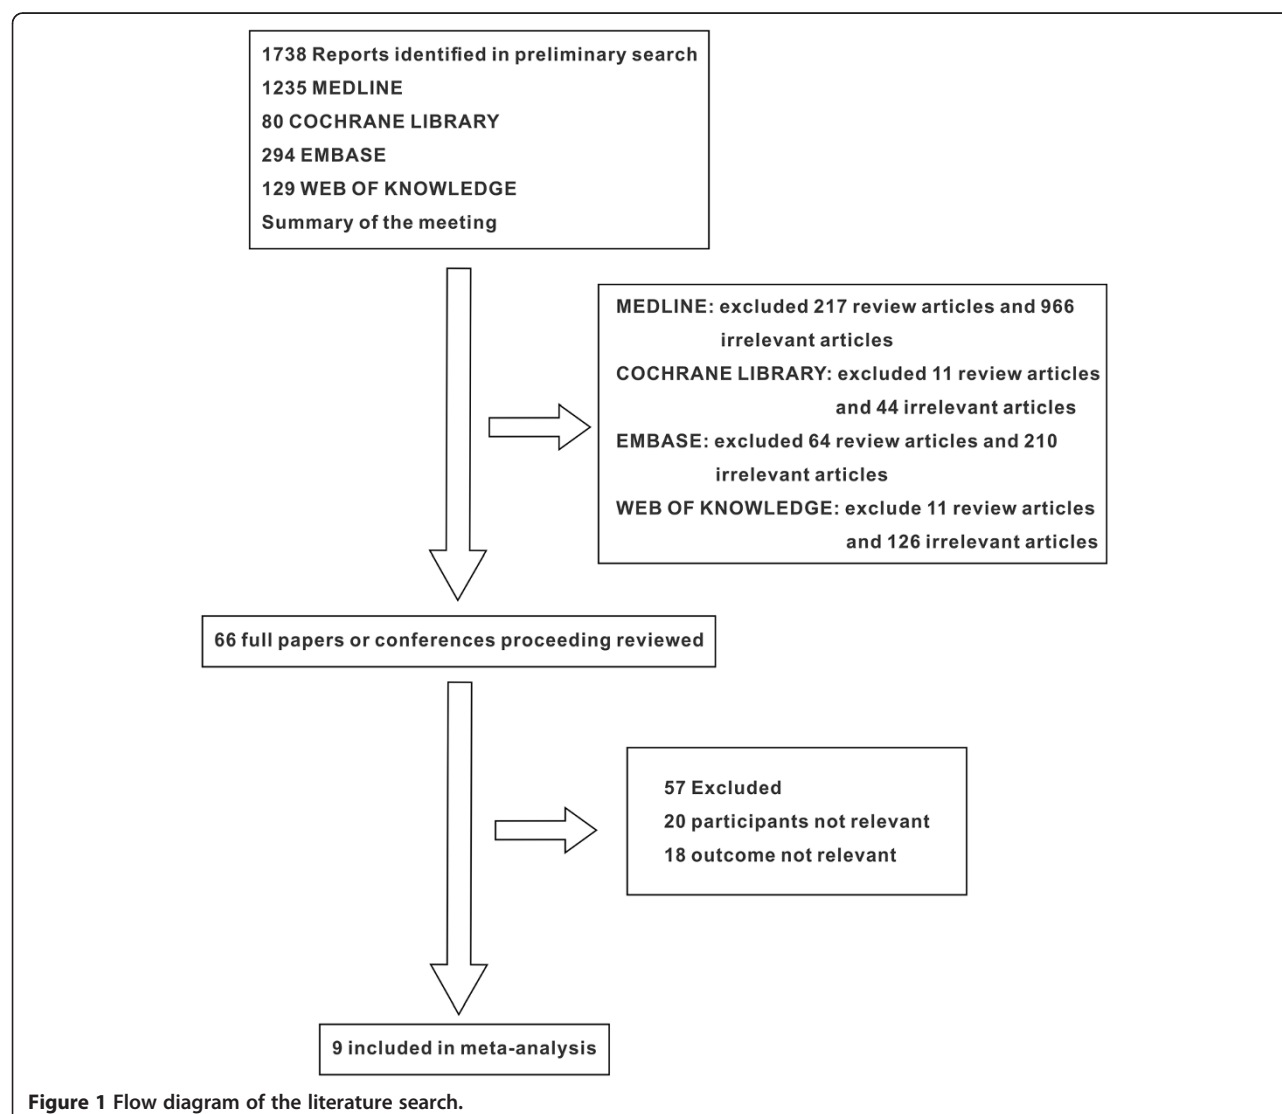 1738 Reports identified in preliminary search
1235 MEDLINE
80 COCHRANE LIBRARY
294 EMBASE
129 WEB OF KNOWLEDGE
Summary of the meeting
MEDLINE: excluded 217 review articles and 966
irrelevant articles
COCHRANE LIBRARY: excluded 11 review articles
and 44 irrelevant articles
EMBASE: excluded 64 review articles and 210
irrelevant articles
WEB OF KNOWLEDGE: exclude 11 review articles
and 126 irrelevant articles
66 full papers or conferences proceeding reviewed
57 Excluded
20 participants not relevant
18 outcome not relevant
9 included in meta-analysis
Figure 1 Flow diagram of the literature search.